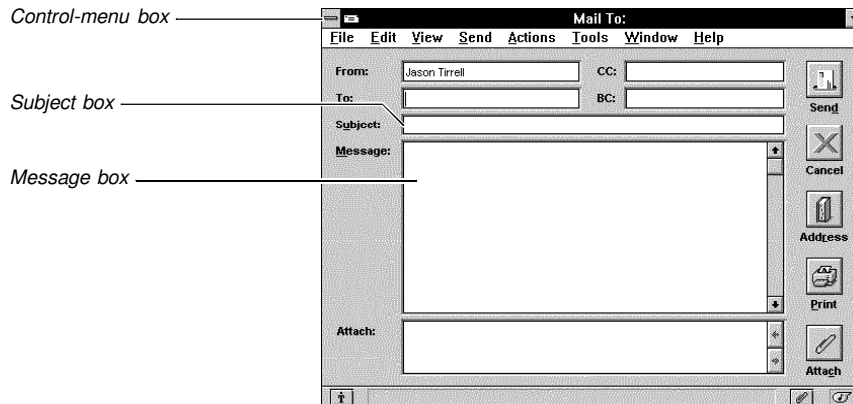 Control-menu box
Mail To:
File Edit View Send Actions Tools Window Help
From: Jason Tirrell CC:
Subject box
To: BC:
Send
Subject:
Message:
Cancel
Message box
Address
Print
Attach:
Attach